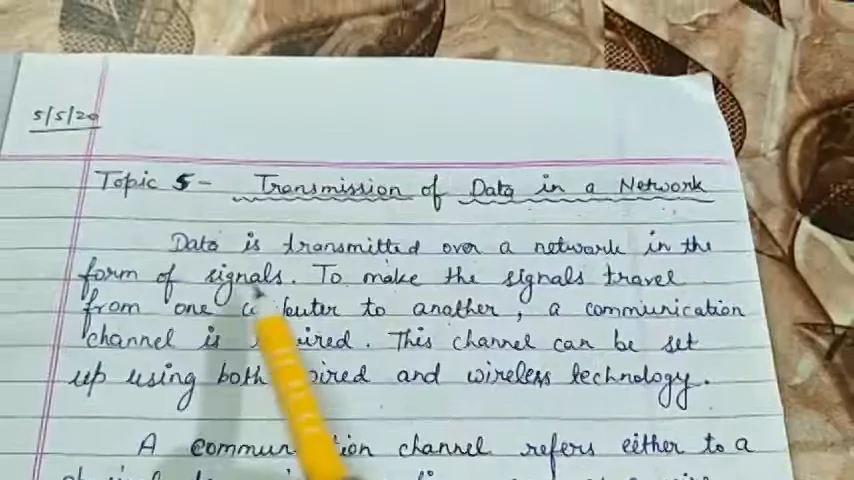 5/5/20
Topic 5 - Transmission of Data in a Network
Data is transmitted over a network in the
form of signals. To make the signals travel
from one to another, a communication
channel is. This channel can be set
up using both and wireless technology.
A channel refers either to a